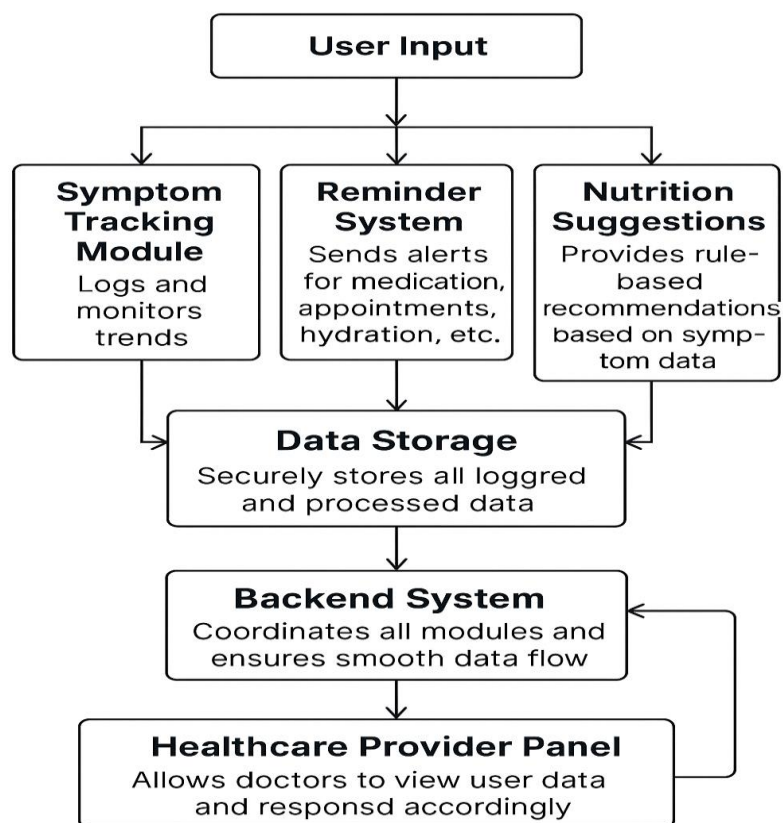 User Input
Symptom
Tracking
Module
Logs and
monitors
trends
Reminder
System
Sends alerts
for medication,
appointments,
hydration, etc.
Nutrition
Suggestions
Provides rule-
based
recommendations
based on symp-
tom data
Data Storage
Securely stores all loggred
and processed data
Backend System
Coordinates all modules and
ensures smooth data flow
Healthcare Provider Panel
Allows doctors to view user data
and responsd accordingly